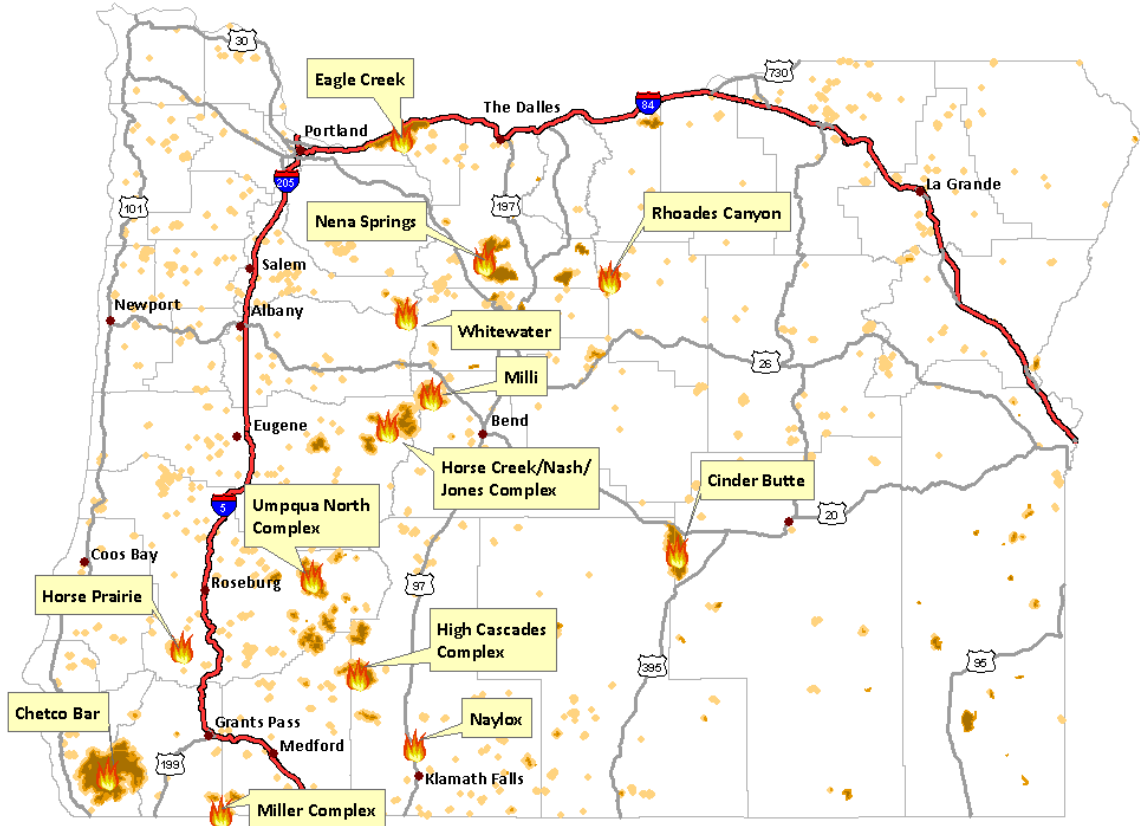 30
730
Eagle Creek
The Dalles
84
Portland
205
La Grande
101
197
Rhoades Canyon
Nena Springs
Salem
Newport
Albany
Whitewater
26
Milli
Bend
Eugene
Horse Creek/Nash/
Jones Complex
Cinder Butte
5
Umpqua North
Complex
20
Coos Bay
97
Roseburg
Horse Prairie
High Cascades
Complex
395
95
Chetco Bar
Grants Pass
Naylox
Medford
199
Klamath Falls
Miller Complex